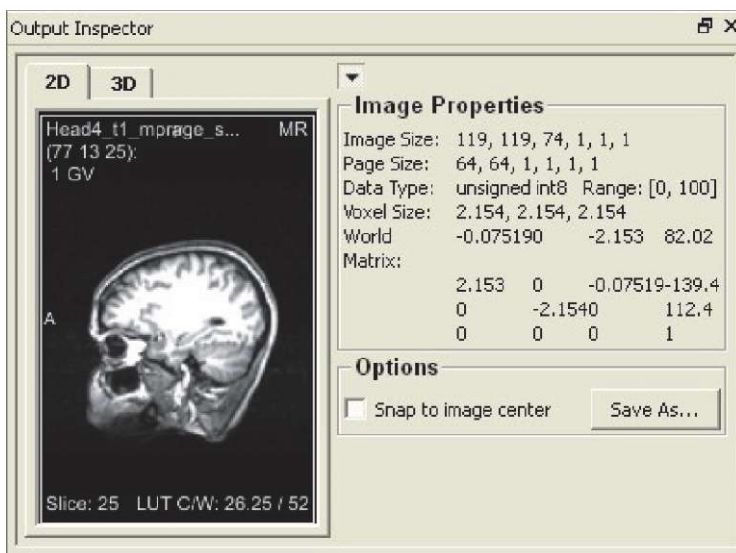 Output Inspector
2D 3D
Head4_t1_mprage_s... MR
(77 13 25):
1 GV
A
Slice: 25 LUT C/W: 26.25 / 52
Image Properties
Image Size: 119, 119, 74, 1, 1, 1
Page Size: 64, 64, 1, 1, 1, 1
Data Type: unsigned int8 Range: [0, 100]
Voxel Size: 2.154, 2.154, 2.154
World -0.075190 -2.153 82.02
Matrix:
2.153 0 -0.07519-139.4
0 -2.1540 112.4
0 0 0 1
Options
Snap to image center Save As...